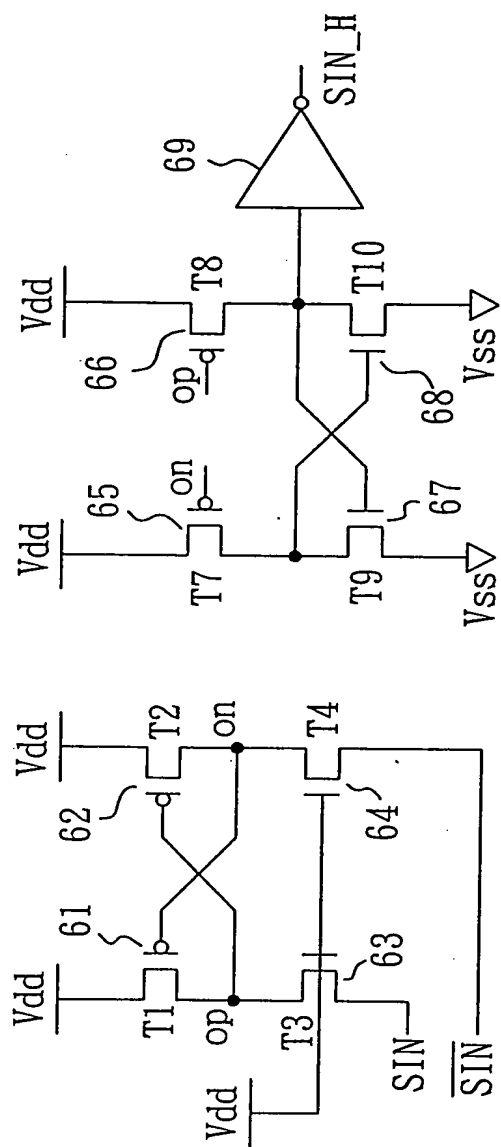 Vdd
Vdd
61
62
T1
T2
op
on
Vdd
T3
T4
63
64
SIN
S̅I̅N̅
Vdd
Vdd
65
66
T7
on
op
T8
69
SIN_H
T9
T10
67
68
Vss
Vss